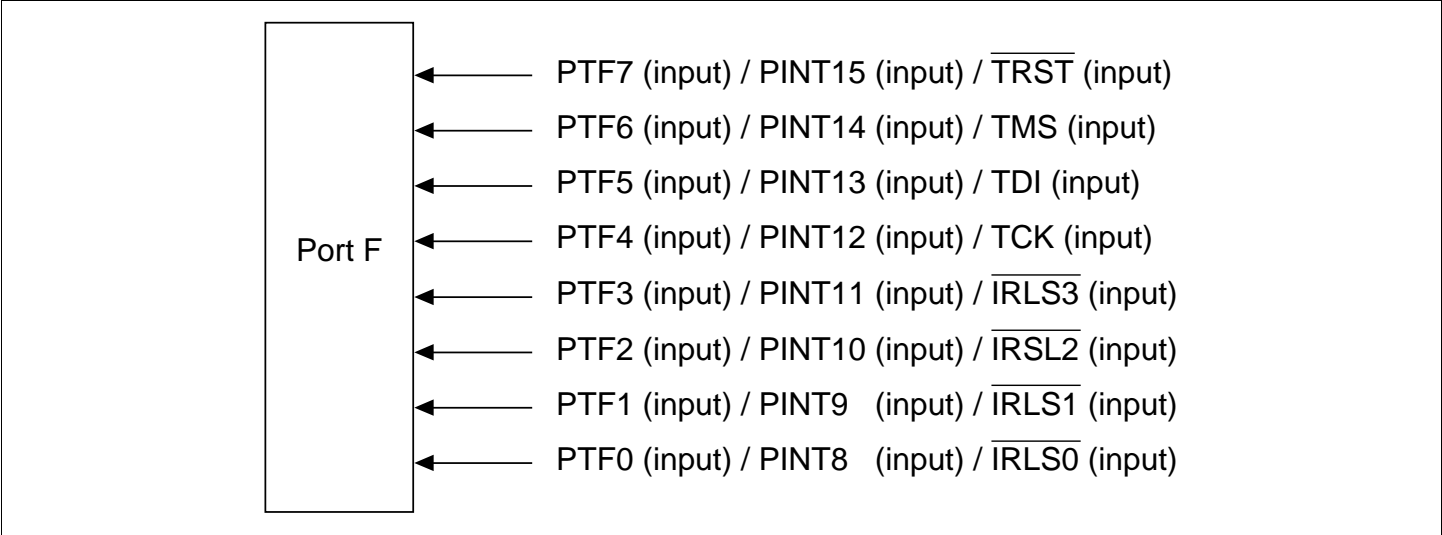 PTF7 (input) / PINT15 (input) / TRST (input)
PTF6 (input) / PINT14 (input) / TMS (input)
PTF5 (input) / PINT13 (input) / TDI (input)
PTF4 (input) / PINT12 (input) / TCK (input)
Port F
PTF3 (input) / PINT11 (input) / IRLS3 (input)
PTF2 (input) / PINT10 (input) / IRSL2 (input)
PTF1 (input) / PINT9 (input) / IRLS1 (input)
PTF0 (input) / PINT8 (input) / IRLS0 (input)